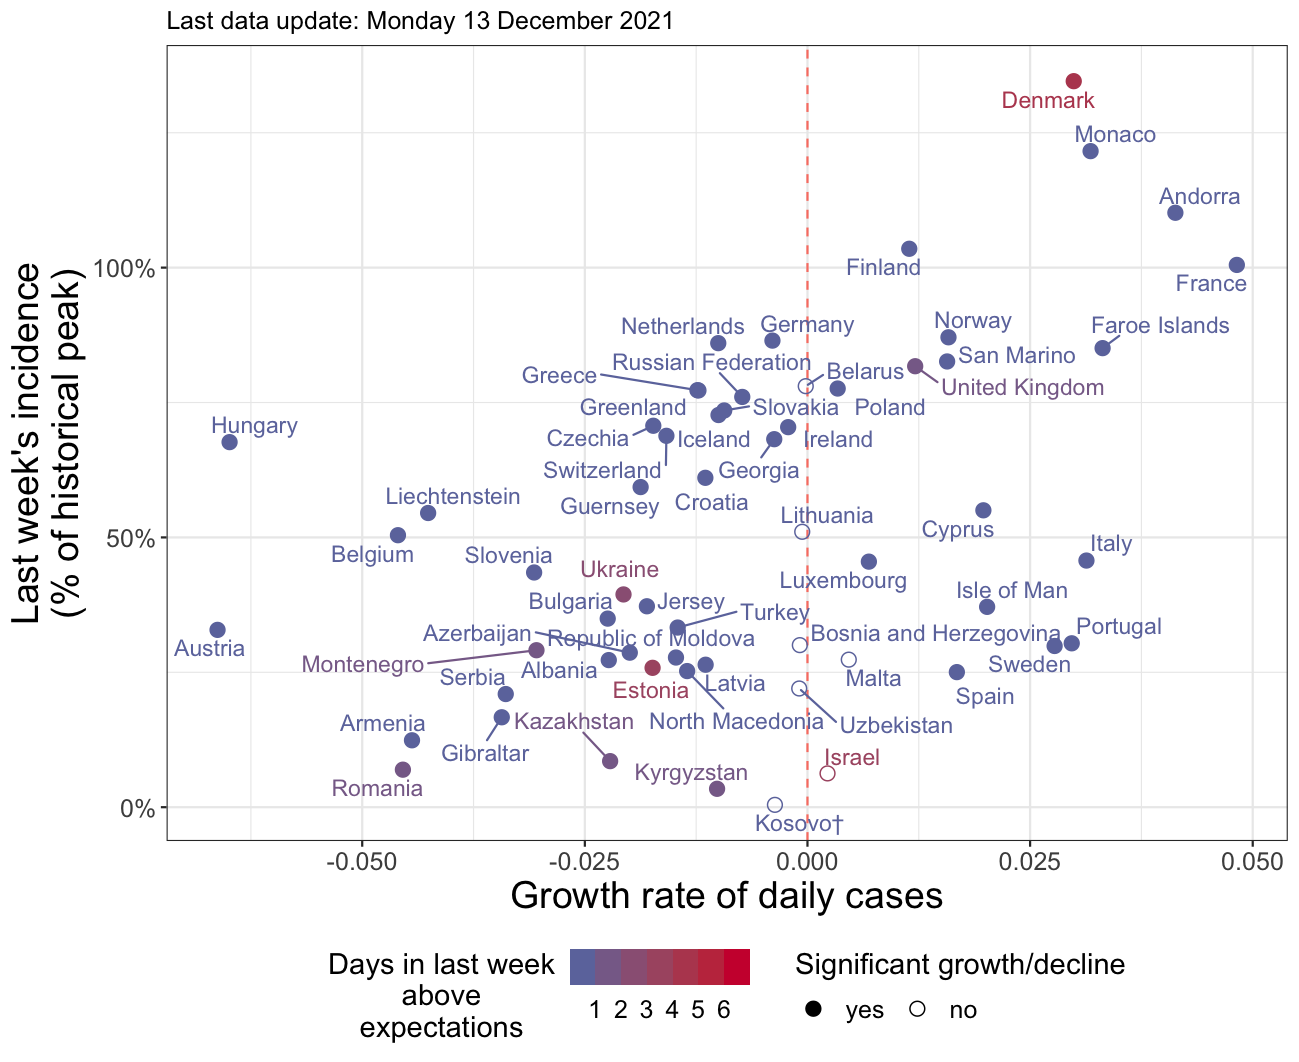 Last data update: Monday 13 December 2021
Last week's incidence
(% of historical peak)
100%
50%
0%
Denmark
Monaco
Andorra
Finland
France
Netherlands
Germany
Norway
Faroe Islands
Russian Federation
San Marino
Greece
Belarus
United Kingdom
Greenland
Slovakia
Poland
Hungary
Czechia
Iceland
Ireland
Switzerland
Georgia
Liechtenstein
Guernsey
Croatia
Lithuania
Cyprus
Belgium
Slovenia
Italy
Ukraine
Luxembourg
Isle of Man
Bulgaria
Jersey
Turkey
Azerbaijan
Republic of Moldova
Bosnia and Herzegovina
Portugal
Austria
Montenegro
Albania
Sweden
Serbia
Estonia
Latvia
Malta
Spain
Armenia
Kazakhstan
North Macedonia
Uzbekistan
Gibraltar
Israel
Romania
Kyrgyzstan
Kosovo†
-0.050 -0.025 0.000 0.025 0.050
Growth rate of daily cases
Days in last week
above
expectations
1 2 3 4 5 6
Significant growth/decline
yes no